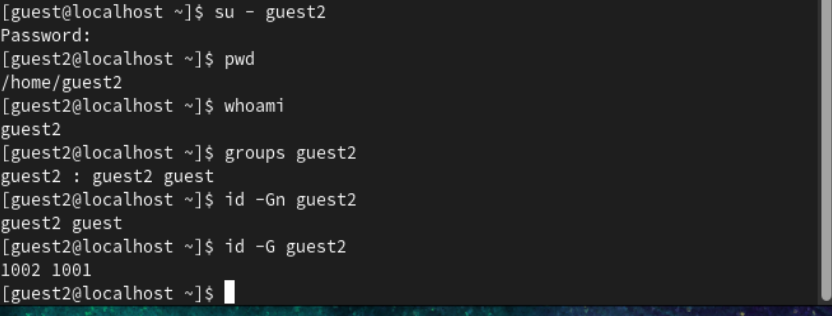 [guest@localhost ~]$ su - guest2
Password:
[guest2@localhost ~]$ pwd
/home/guest2
[guest2@localhost ~]$ whoami
guest2
[guest2@localhost ~]$ groups guest2
guest2 : guest2 guest
[guest2@localhost ~]$ id -Gn guest2
guest2 guest
[guest2@localhost ~]$ id -G guest2
1002 1001
[guest2@localhost ~]$